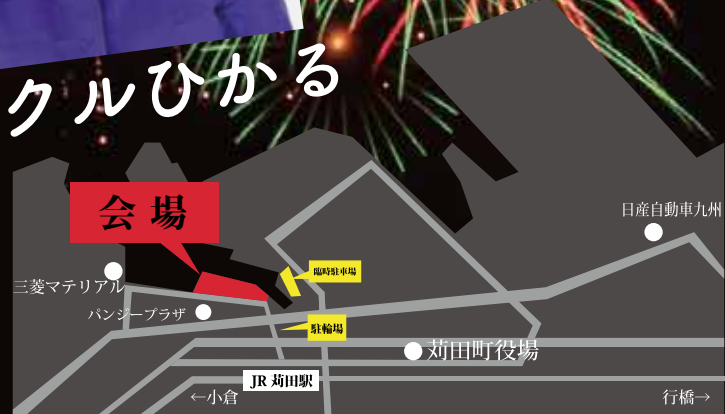 クルひかる
会場
日産自動車九州
臨時駐車場
三菱マテリアル
パンジープラザ
駐輪場
苅田町役場
JR 苅田駅
←小倉
行橋→